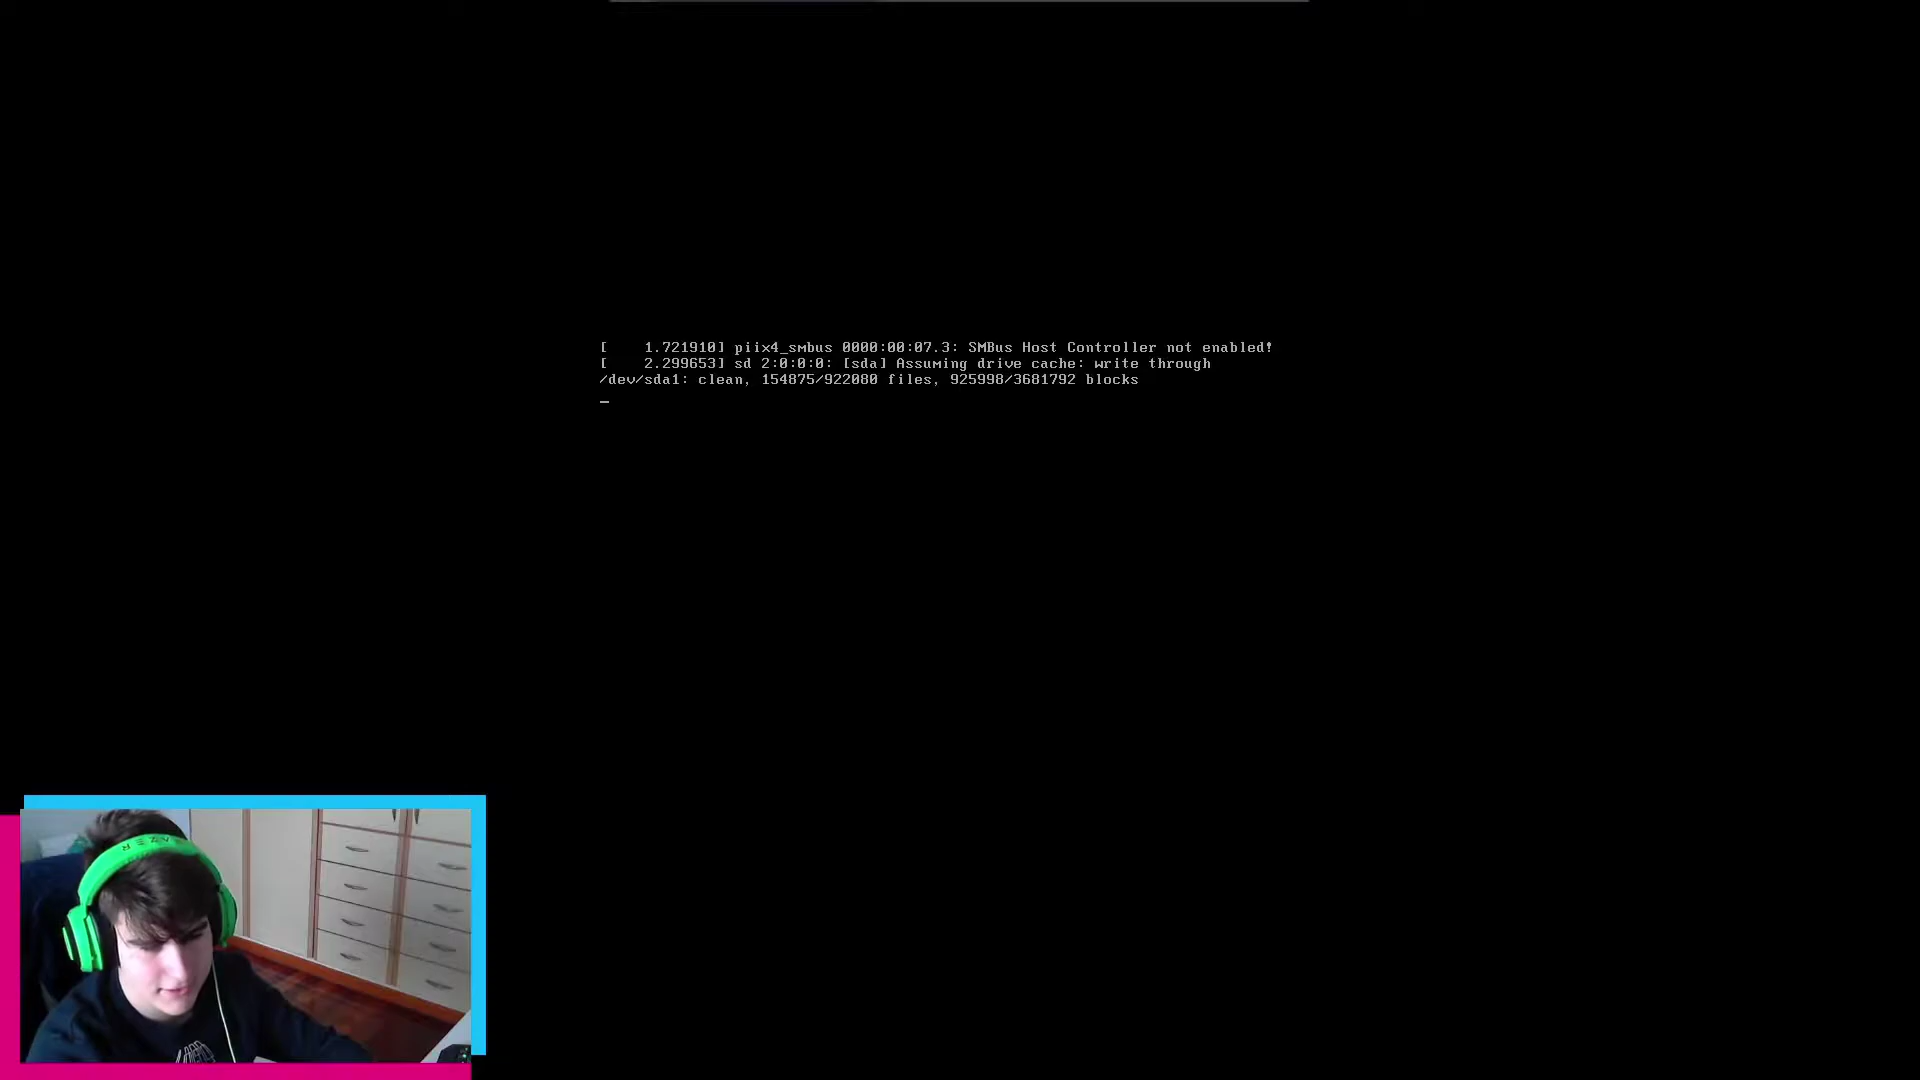 [    1.721910] piix4_smbus 0000:00:07.3: SMBus Host Controller not enabled!
[    2.299653] sd 2:0:0:0: [sda] Assuming drive cache: write through
/dev/sda1: clean, 154875/922080 files, 925998/3681792 blocks
_
RAZER